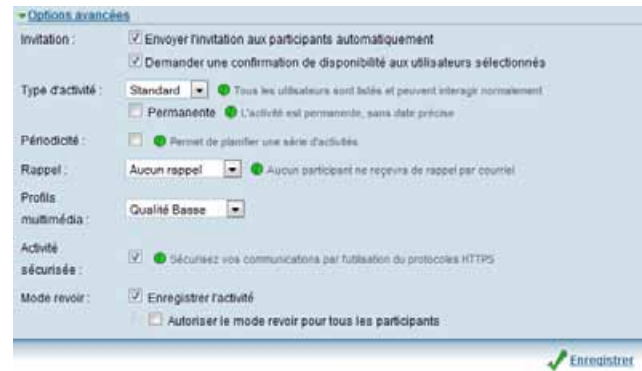 Options avancées
Invitation : Envoyer l'invitation aux participants automatiquement
Demander une confirmation de disponibilité aux utilisateurs sélectionnés
Type d'activité : Standard Tous les utilisateurs sont listés et peuvent interagir normalement
Permanente L'activité est permanente, sans date précise
Périodicité : Permet de planifier une série d'activités
Rappel : Aucun rappel Aucun participant ne reçevra de rappel par courriel
Profils
multimédia : Qualité Basse
Activité
sécurisée : Sécurisez vos communications par l'utilisation du protocoles HTTPS
Mode revoir : Enregistrer l'activité
Autoriser le mode revoir pour tous les participants
Enregistrer